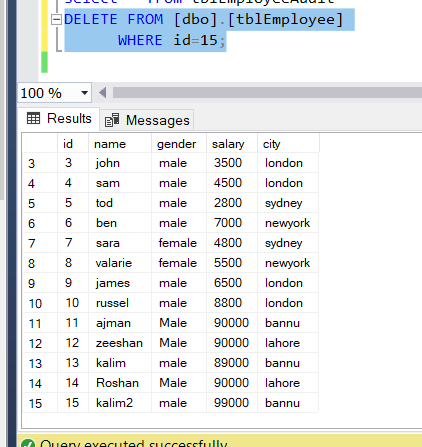 DELETE FROM [dbo].[tblEmployee]
WHERE id=15;
100 %
Results Messages
id name gender salary city
3 3 john male 3500 london
4 4 sam male 4500 london
5 5 tod male 2800 sydney
6 6 ben male 7000 newyork
7 7 sara female 4800 sydney
8 8 valarie female 5500 newyork
9 9 james male 6500 london
10 10 russel male 8800 london
11 11 ajman Male 90000 bannu
12 12 zeeshan Male 90000 lahore
13 13 kalim male 89000 bannu
14 14 Roshan Male 90000 lahore
15 15 kalim2 male 99000 bannu
Query executed successfully